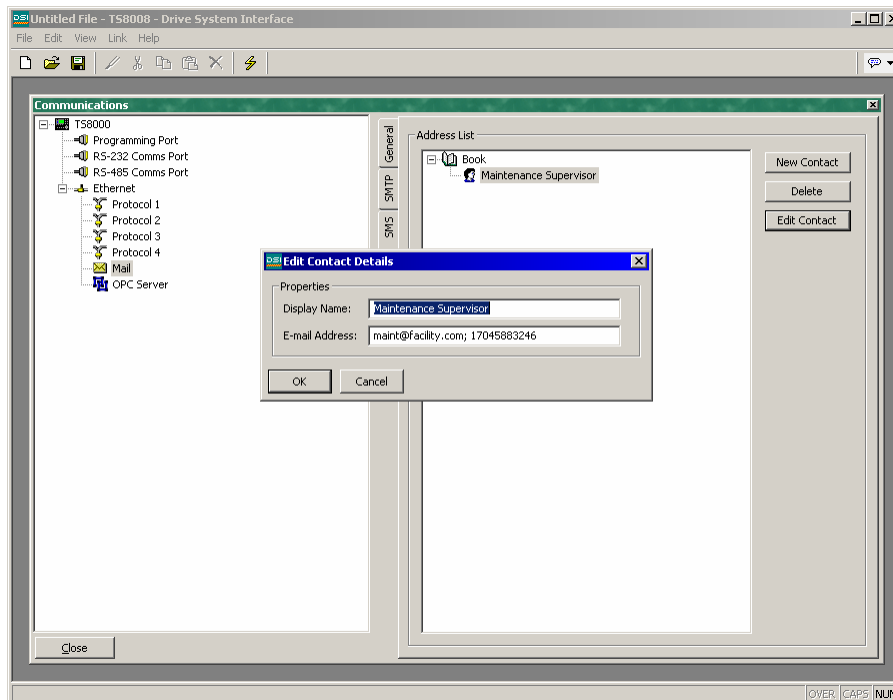 DSI Untitled File - TS8008 - Drive System Interface
File Edit View Link Help
Communications
TS8000
Programming Port
RS-232 Comms Port
RS-485 Comms Port
Ethernet
Protocol 1
Protocol 2
Protocol 3
Protocol 4
Mail
OPC Server
Close
General
SMTP
SMS
Address List
Book
Maintenance Supervisor
New Contact
Delete
Edit Contact
DSI Edit Contact Details
Properties
Display Name: Maintenance Supervisor
E-mail Address: maint@facility.com; 17045883246
OK Cancel
OVER CAPS